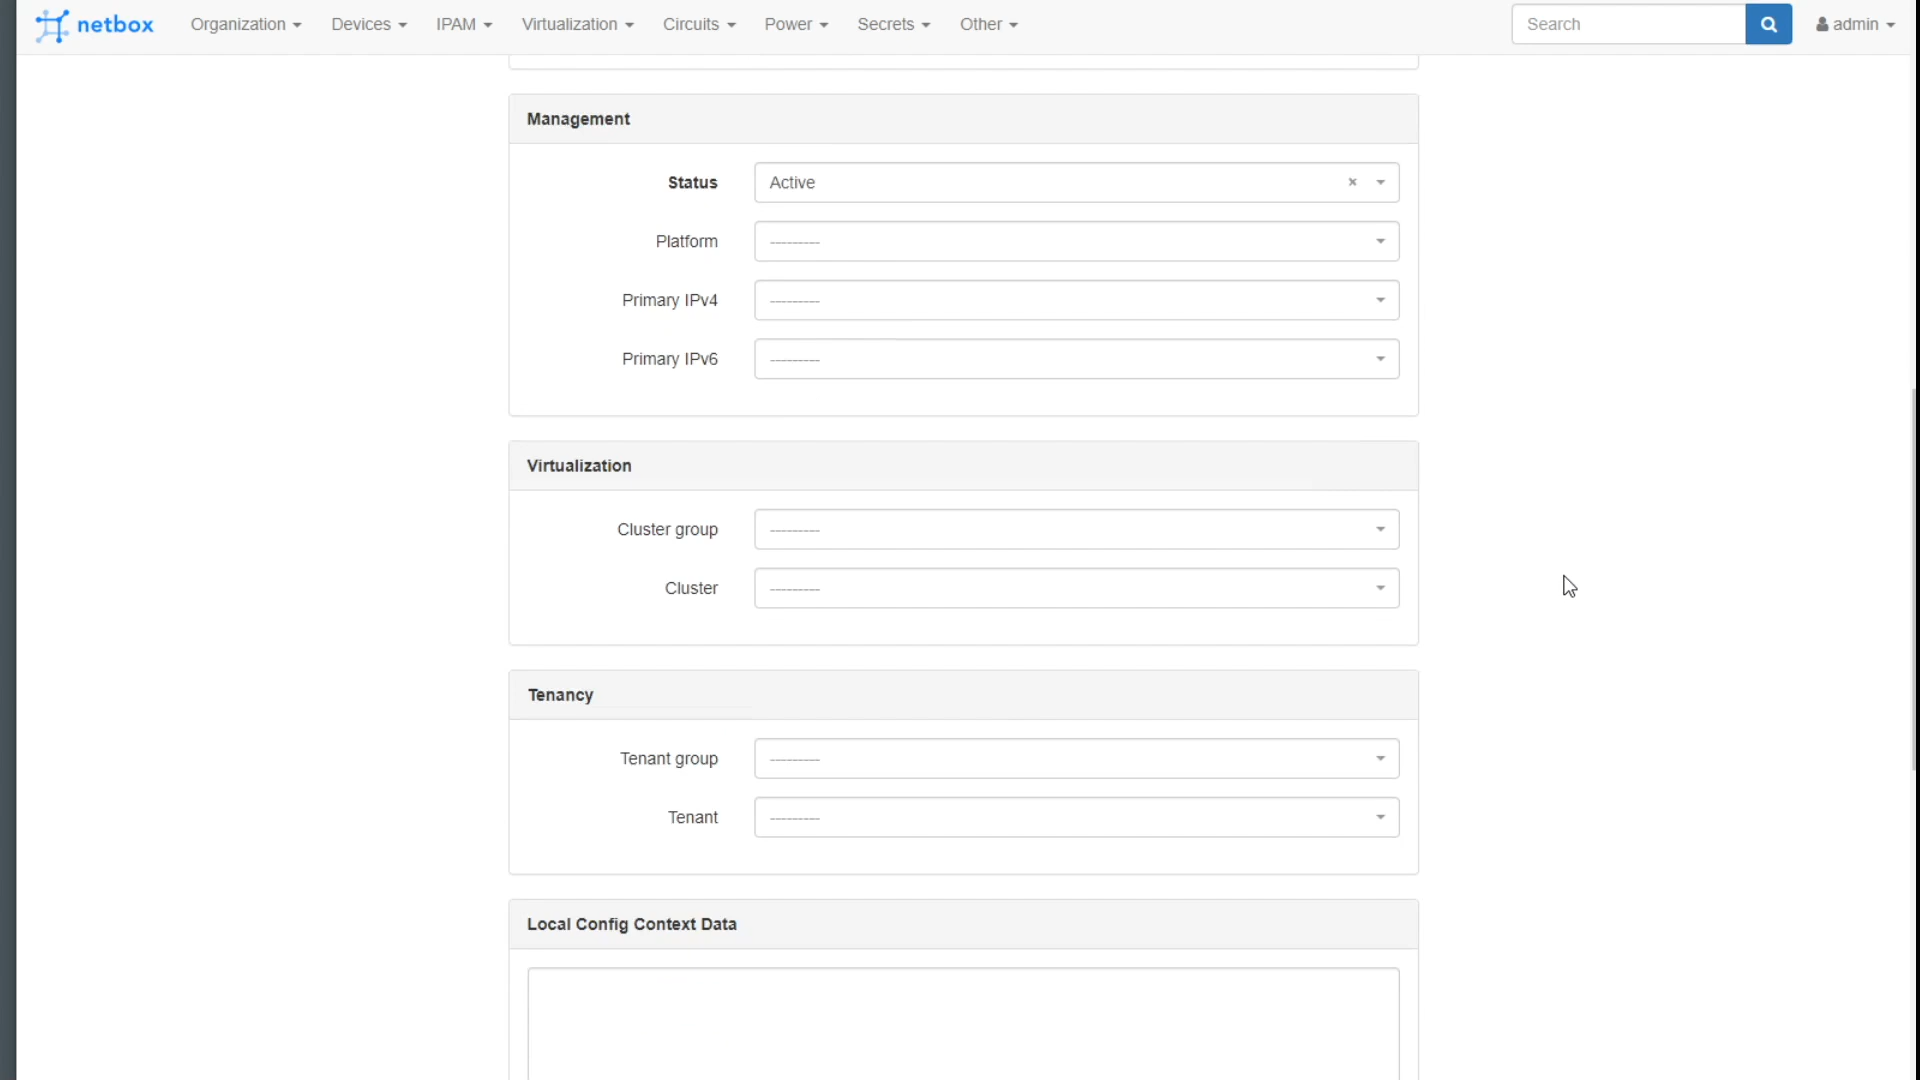 netbox Organization Devices IPAM Virtualization Circuits Power Secrets Other Search admin
Management
Status Active ×
Platform ---------
Primary IPv4 ---------
Primary IPv6 ---------
Virtualization
Cluster group ---------
Cluster ---------
Tenancy
Tenant group ---------
Tenant ---------
Local Config Context Data